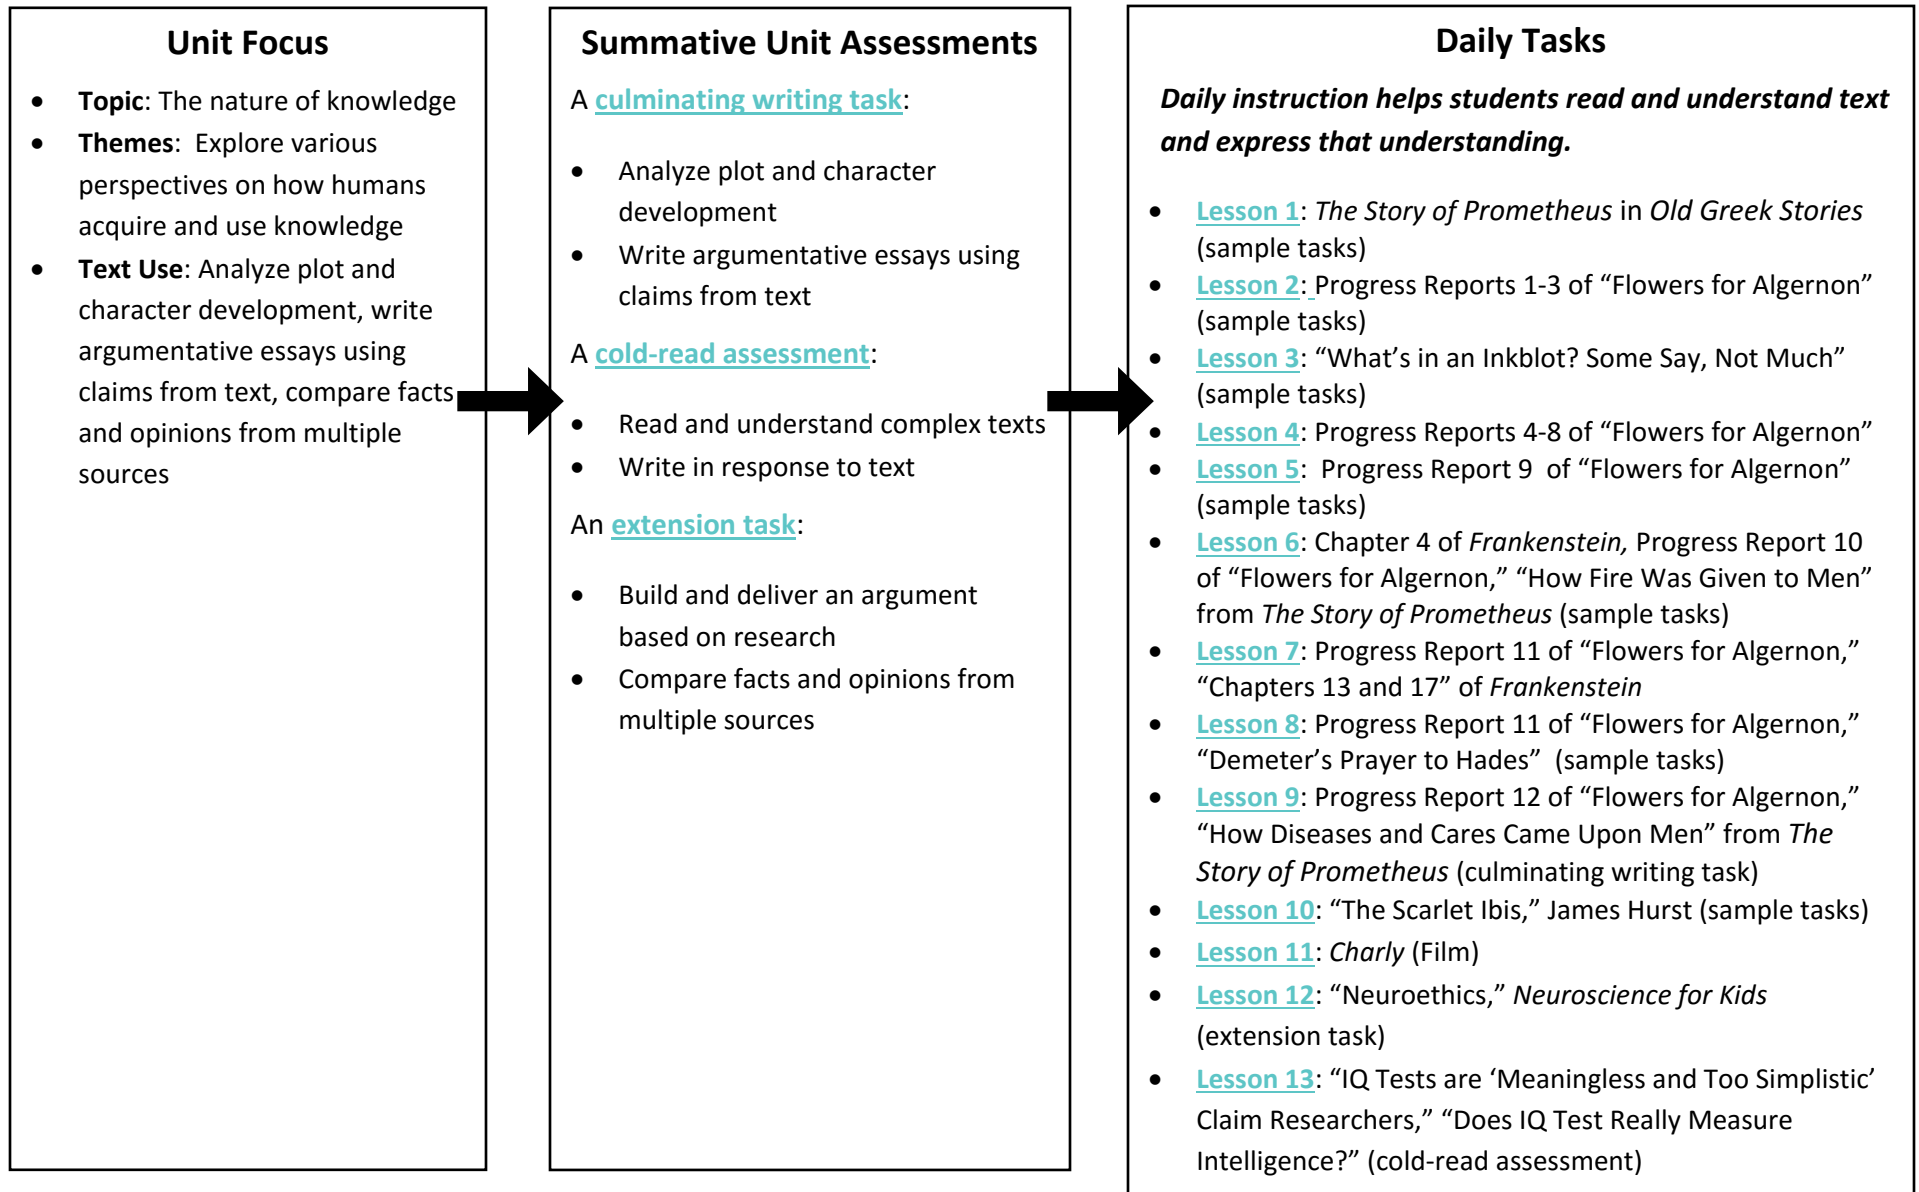 Unit Focus
• Topic: The nature of knowledge
• Themes:  Explore various
perspectives on how humans
acquire and use knowledge
• Text Use: Analyze plot and
character development, write
argumentative essays using
claims from text, compare facts
and opinions from multiple
sources
Summative Unit Assessments
A culminating writing task:
• Analyze plot and character
development
• Write argumentative essays using
claims from text
A cold-read assessment:
• Read and understand complex texts
• Write in response to text
An extension task:
• Build and deliver an argument
based on research
• Compare facts and opinions from
multiple sources
Daily Tasks
Daily instruction helps students read and understand text
and express that understanding.
• Lesson 1: The Story of Prometheus in Old Greek Stories
(sample tasks)
• Lesson 2: Progress Reports 1-3 of “Flowers for Algernon”
(sample tasks)
• Lesson 3: “What’s in an Inkblot? Some Say, Not Much”
(sample tasks)
• Lesson 4: Progress Reports 4-8 of “Flowers for Algernon”
• Lesson 5:  Progress Report 9  of “Flowers for Algernon”
(sample tasks)
• Lesson 6: Chapter 4 of Frankenstein, Progress Report 10
of “Flowers for Algernon,” “How Fire Was Given to Men”
from The Story of Prometheus (sample tasks)
• Lesson 7: Progress Report 11 of “Flowers for Algernon,”
“Chapters 13 and 17” of Frankenstein
• Lesson 8: Progress Report 11 of “Flowers for Algernon,”
“Demeter’s Prayer to Hades”  (sample tasks)
• Lesson 9: Progress Report 12 of “Flowers for Algernon,”
“How Diseases and Cares Came Upon Men” from The
Story of Prometheus (culminating writing task)
• Lesson 10: “The Scarlet Ibis,” James Hurst (sample tasks)
• Lesson 11: Charly (Film)
• Lesson 12: “Neuroethics,” Neuroscience for Kids
(extension task)
• Lesson 13: “IQ Tests are ‘Meaningless and Too Simplistic’
Claim Researchers,” “Does IQ Test Really Measure
Intelligence?” (cold-read assessment)